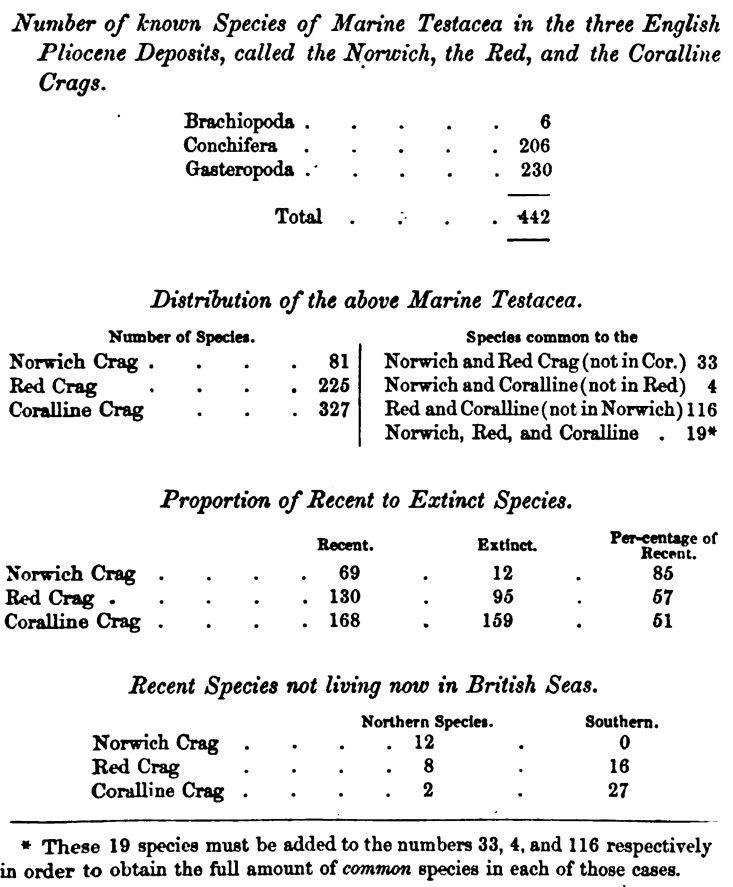 Number of known Species of Marine Testacea in the three English
Pliocene Deposits, called the Norwich, the Red, and the Coralline
Crags.
Brachiopoda . . . . . 6
Conchifera . . . . . 206
Gasteropoda . . . . . 230
Total . . . . 442
Distribution of the above Marine Testacea.
Number of Species.
Norwich Crag . . . . 81
Red Crag . . . . 225
Coralline Crag . . . 327
Species common to the
Norwich and Red Crag (not in Cor.) 33
Norwich and Coralline (not in Red) 4
Red and Coralline (not in Norwich) 116
Norwich, Red, and Coralline . 19*
Proportion of Recent to Extinct Species.
Recent. Extinct. Per-centage of
Recent.
Norwich Crag . . . . 69 . 12 . 85
Red Crag . . . . . 130 . 95 . 57
Coralline Crag . . . . 168 . 159 . 51
Recent Species not living now in British Seas.
Northern Species. Southern.
Norwich Crag . . . . 12 . 0
Red Crag . . . . 8 . 16
Coralline Crag . . . . 2 . 27
* These 19 species must be added to the numbers 33, 4, and 116 respectively
in order to obtain the full amount of common species in each of those cases.